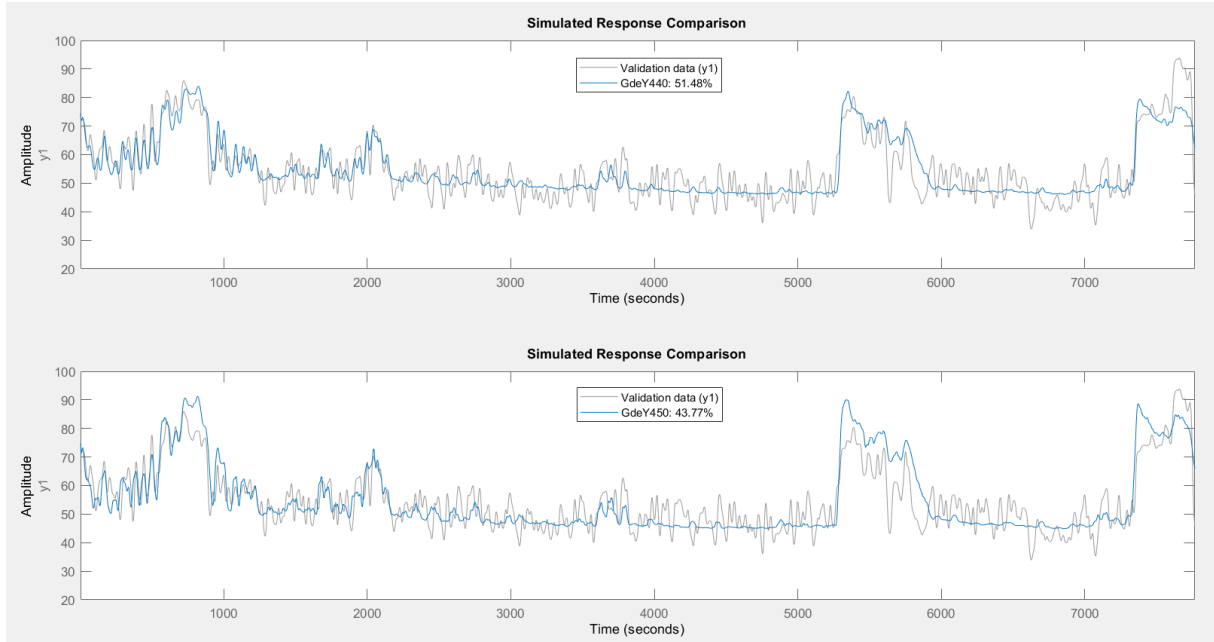 Simulated Response Comparison
100
90
80
70
60
50
40
30
20
Amplitude
y1
Validation data (y1)
GdeY440: 51.48%
1000 2000 3000 4000 5000 6000 7000
Time (seconds)
Simulated Response Comparison
100
90
80
70
60
50
40
30
20
Amplitude
y1
Validation data (y1)
GdeY450: 43.77%
1000 2000 3000 4000 5000 6000 7000
Time (seconds)